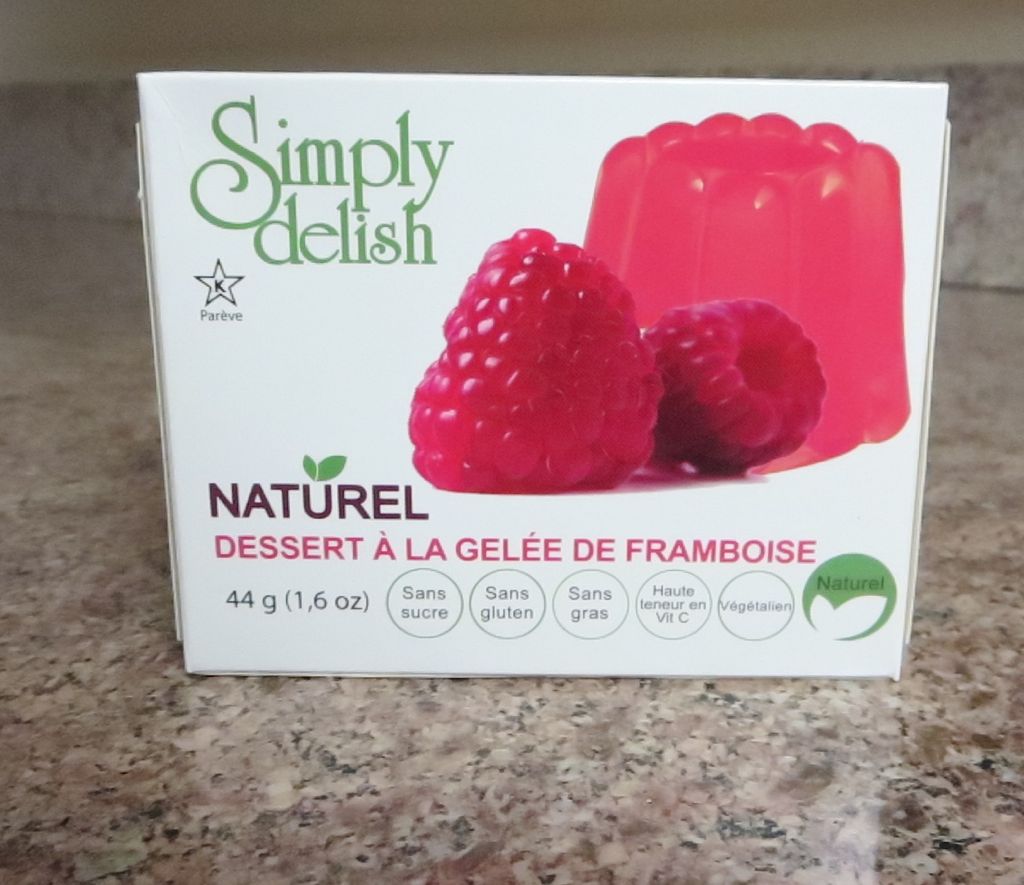 Simply
delish
K
Parève
NATUREL
DESSERT À LA GELÉE DE FRAMBOISE
44 g (1,6 oz)
Sans
sucre
Sans
gluten
Sans
gras
Haute
teneur en
Vit C
Végétalien
Naturel